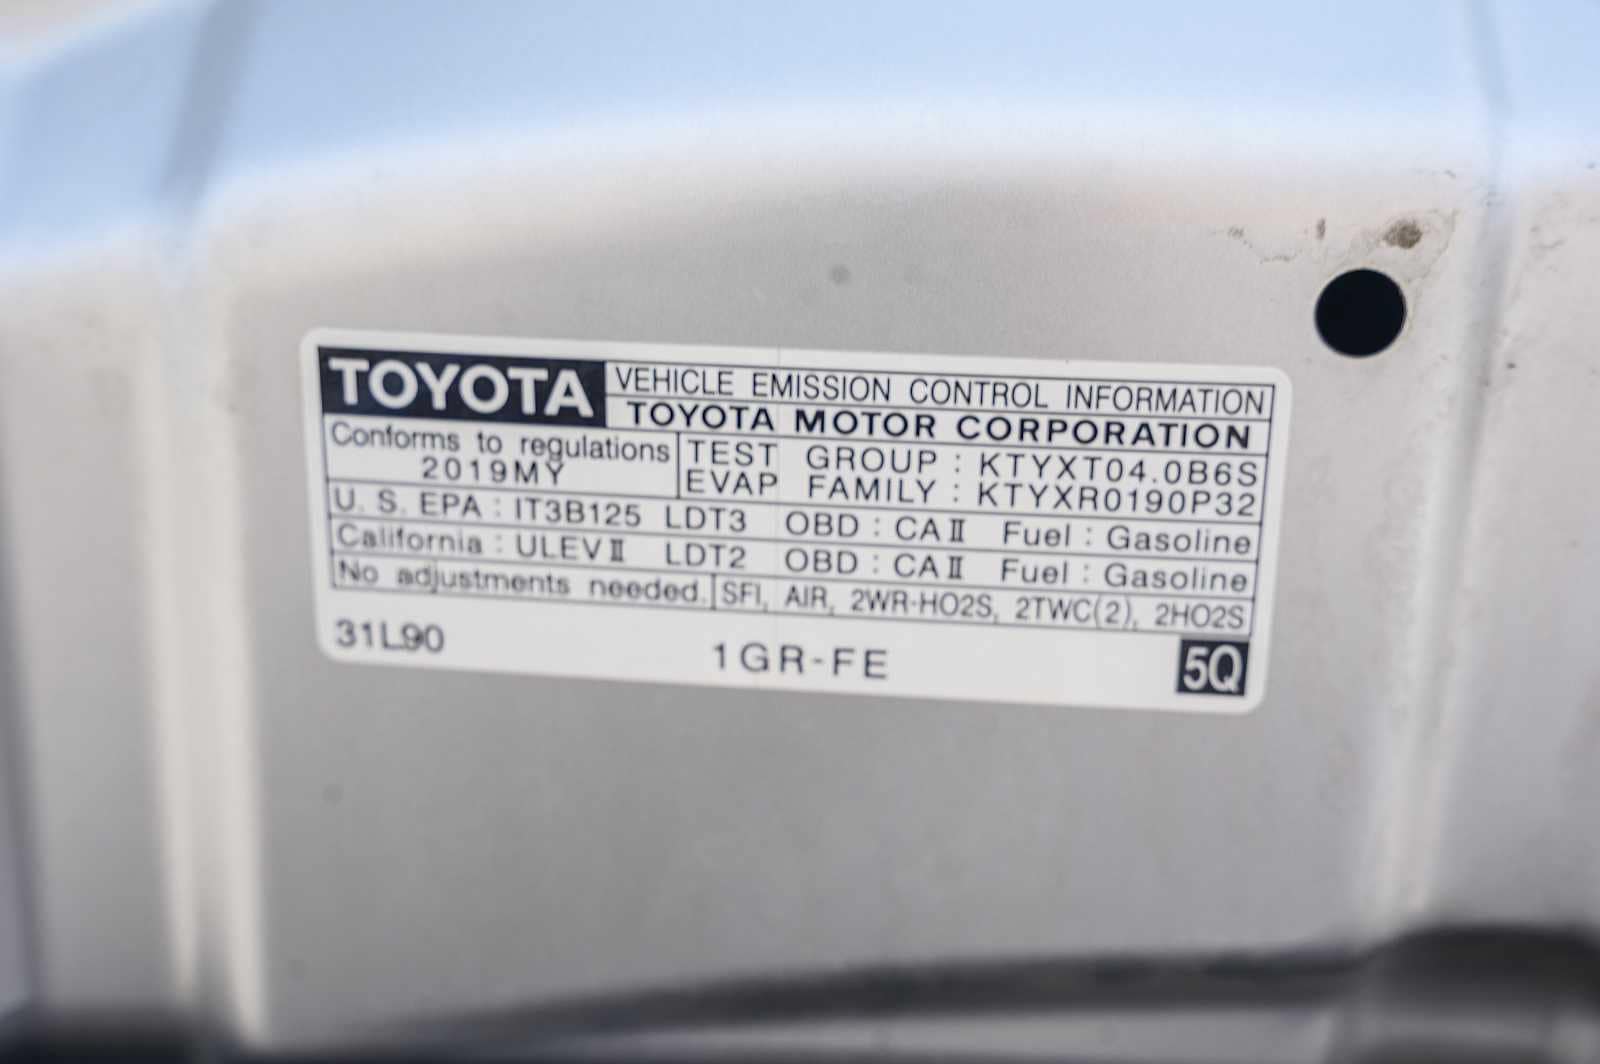 TOYOTA VEHICLE EMISSION CONTROL INFORMATION
TOYOTA MOTOR CORPORATION
Conforms to regulations
2019MY
TEST GROUP : KTYXT04.0B6S
EVAP FAMILY : KTYXR0190P32
U. S. EPA : IT3B125 LDT3 OBD : CAⅡ Fuel : Gasoline
California : ULEVⅡ LDT2 OBD : CAⅡ Fuel : Gasoline
No adjustments needed. SFI, AIR, 2WR-HO2S, 2TWC(2), 2HO2S
31L90 1GR-FE 5Q